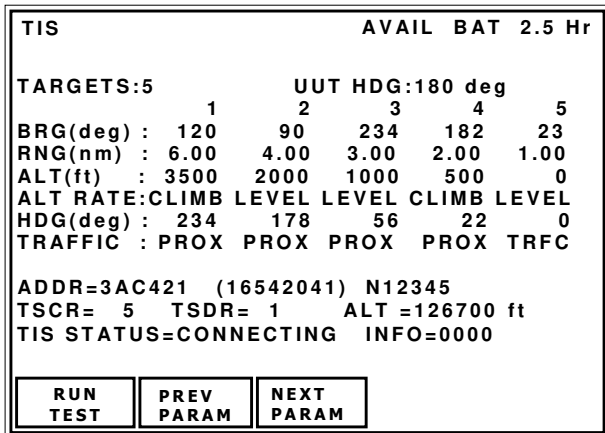 TIS AVAIL BAT 2.5 Hr
TARGETS:5 UUT HDG:180 deg
1 2 3 4 5
BRG(deg) : 120 90 234 182 23
RNG(nm) : 6.00 4.00 3.00 2.00 1.00
ALT(ft) : 3500 2000 1000 500 0
ALT RATE:CLIMB LEVEL LEVEL CLIMB LEVEL
HDG(deg) : 234 178 56 22 0
TRAFFIC : PROX PROX PROX PROX TRFC
ADDR=3AC421 (16542041) N12345
TSCR= 5 TSDR= 1 ALT =126700 ft
TIS STATUS=CONNECTING INFO=0000
RUN TEST
PREV PARAM
NEXT PARAM